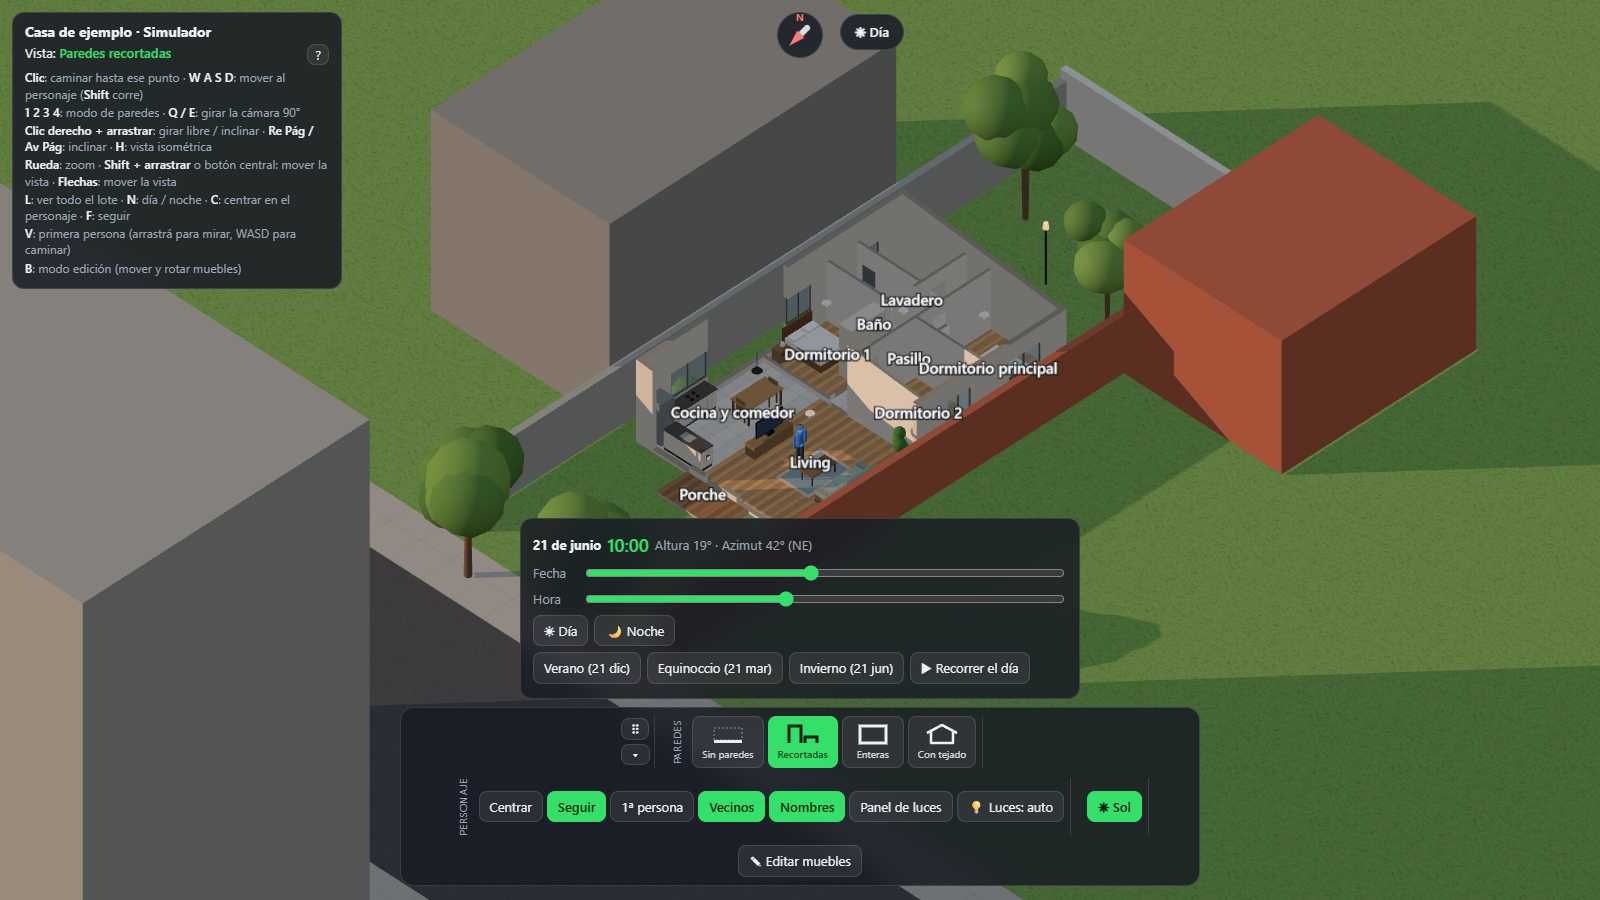 Casa de ejemplo · Simulador
Vista: Paredes recortadas
?
Clic: caminar hasta ese punto · W A S D: mover al
personaje (Shift corre)
1 2 3 4: modo de paredes · Q / E: girar la cámara 90°
Clic derecho + arrastrar: girar libre / inclinar · Re Pág /
Av Pág: inclinar · H: vista isométrica
Rueda: zoom · Shift + arrastrar o botón central: mover la
vista · Flechas: mover la vista
L: ver todo el lote · N: día / noche · C: centrar en el
personaje · F: seguir
V: primera persona (arrastrá para mirar, WASD para
caminar)
B: modo edición (mover y rotar muebles)
N
Día
Lavadero
Baño
Dormitorio 1
Pasillo
Dormitorio principal
Cocina y comedor
Dormitorio 2
Living
Porche
21 de junio 10:00 Altura 19° · Azimut 42° (NE)
Fecha
Hora
Día
Noche
Verano (21 dic)
Equinoccio (21 mar)
Invierno (21 jun)
Recorrer el día
PAREDES
Sin paredes
Recortadas
Enteras
Con tejado
PERSONAJE
Centrar
Seguir
1ª persona
Vecinos
Nombres
Panel de luces
Luces: auto
Sol
Editar muebles